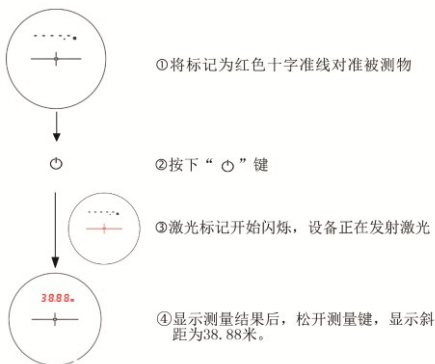 ①将标记为红色十字准线对准被测物
②按下“⏻”键
③激光标记开始闪烁，设备正在发射激光
38.88m
④显示测量结果后，松开测量键，显示斜
距为38.88米。